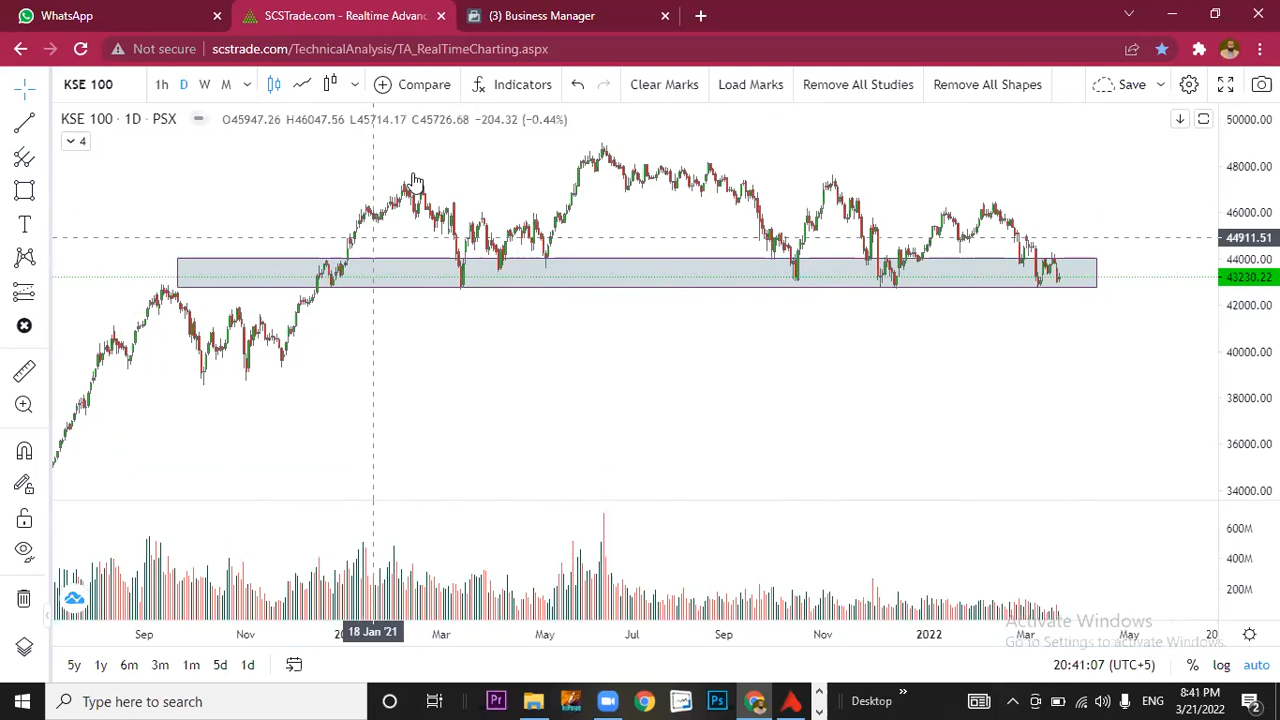 WhatsApp
SCSTrade.com - Realtime Advanc
(3) Business Manager
Not secure
scstrade.com/TechnicalAnalysis/TA_RealTimeCharting.aspx
KSE 100
1h D W M
Compare
Indicators
Clear Marks
Load Marks
Remove All Studies
Remove All Shapes
Save
KSE 100 · 1D · PSX
O45947.26 H46047.56 L45714.17 C45726.68 −204.32 (−0.44%)
4
50000.00
48000.00
46000.00
44911.51
44000.00
43230.22
42000.00
40000.00
38000.00
36000.00
34000.00
600M
400M
200M
Sep
Nov
18 Jan '21
Mar
May
Jul
Sep
Nov
2022
Mar
May
Activate Windows
Go to Settings to activate Windows.
5y 1y 6m 3m 1m 5d 1d
20:41:07 (UTC+5)
% log auto
Type here to search
Pr
Ps
Desktop
ENG
8:41 PM
3/21/2022
2